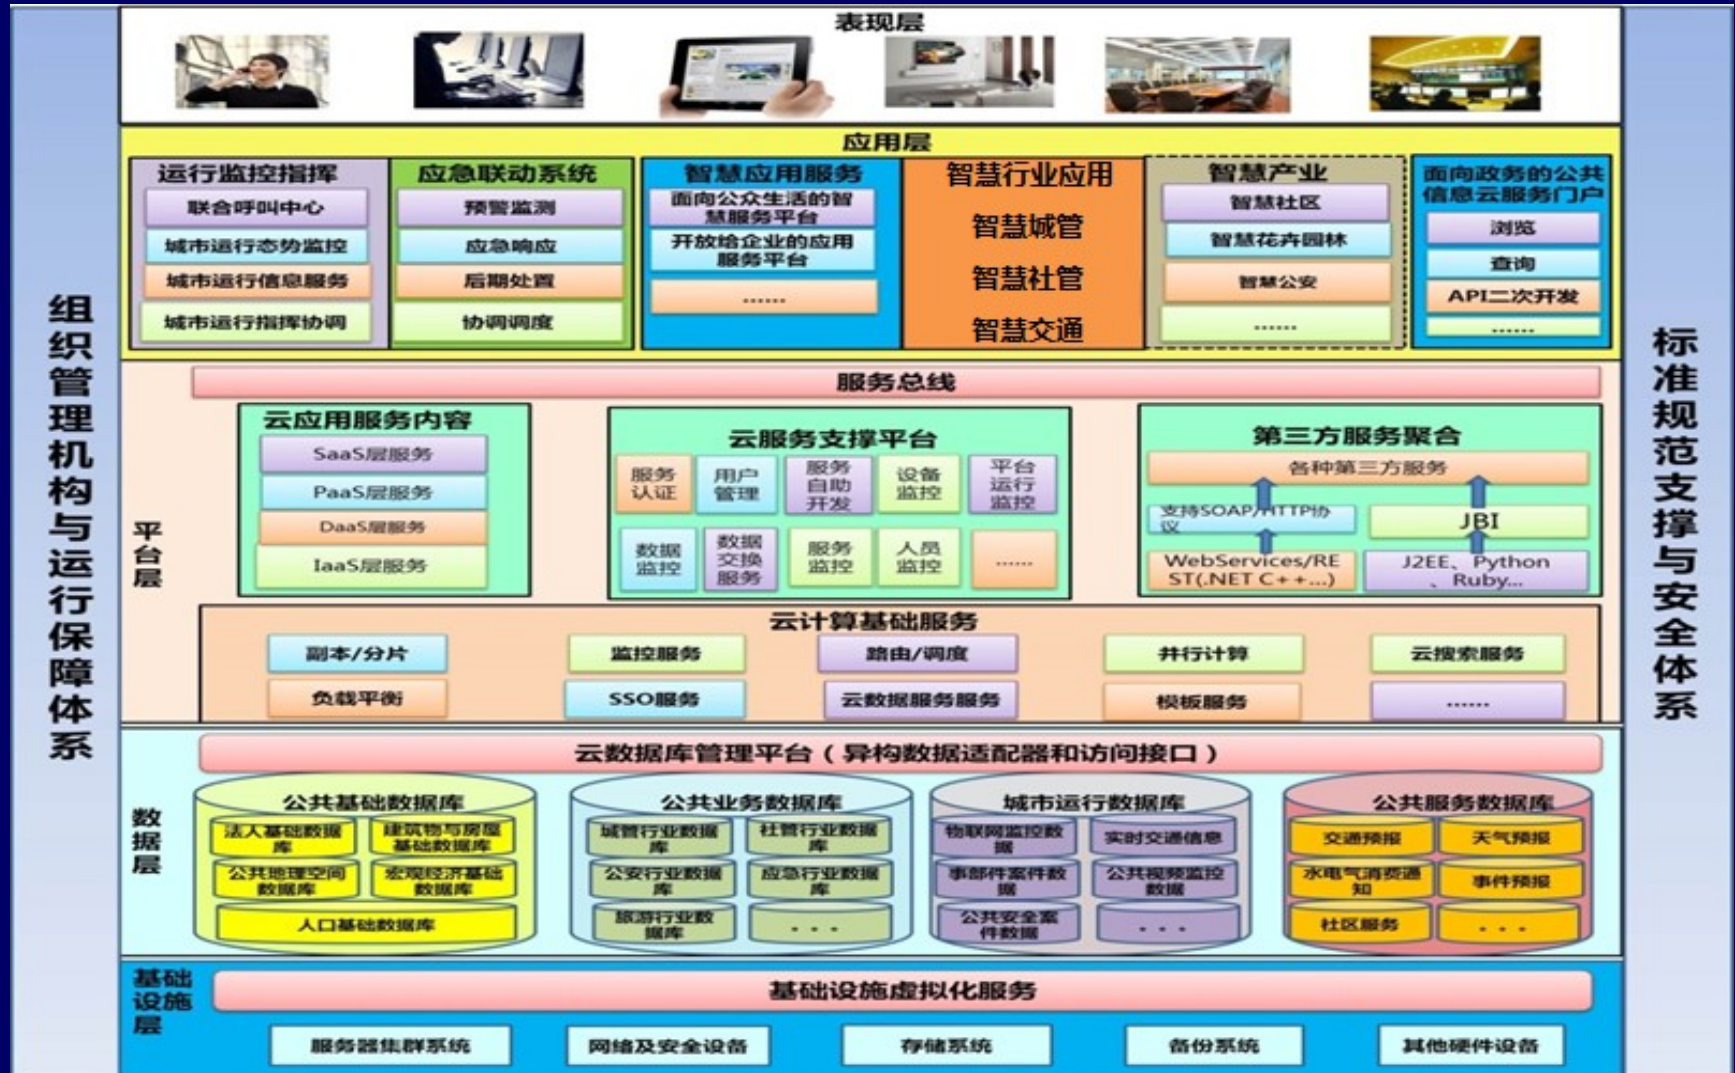 表现层
组织管理机构与运行保障体系
标准规范支撑与安全体系
应用层
运行监控指挥
联合呼叫中心
城市运行态势监控
城市运行信息服务
城市运行指挥协调
应急联动系统
预警监测
应急响应
后期处置
协调调度
智慧应用服务
面向公众生活的智
慧服务平台
开放给企业的应用
服务平台
......
智慧行业应用
智慧城管
智慧社管
智慧交通
智慧产业
智慧社区
智慧花卉园林
智慧公安
......
面向政务的公共
信息云服务门户
浏览
查询
API二次开发
......
平台层
服务总线
云应用服务内容
SaaS层服务
PaaS层服务
DaaS层服务
IaaS层服务
云服务支撑平台
服务
认证
用户
管理
服务
自助
开发
设备
监控
平台
运行
监控
数据
监控
数据
交换
服务
服务
监控
人员
监控
......
第三方服务聚合
各种第三方服务
支持SOAP/HTTP协
议
JBI
WebServices/RE
ST(.NET C++...)
J2EE、Python
、Ruby...
云计算基础服务
副本/分片
监控服务
路由/调度
并行计算
云搜索服务
负载平衡
SSO服务
云数据服务服务
模板服务
......
数据层
云数据库管理平台（异构数据适配器和访问接口）
公共基础数据库
法人基础数据
库
建筑物与房屋
基础数据库
公共地理空间
数据库
宏观经济基础
数据库
人口基础数据库
公共业务数据库
城管行业数据
库
社管行业数据
库
公安行业数据
库
应急行业数据
库
旅游行业数
据库
...
城市运行数据库
物联网监控数
据
实时交通信息
事部件案件数
据
公共视频监控
数据
公共安全案
件数据
...
公共服务数据库
交通预报
天气预报
水电气消费通
知
事件预报
社区服务
...
基础
设施
层
基础设施虚拟化服务
服务器集群系统
网络及安全设备
存储系统
备份系统
其他硬件设备